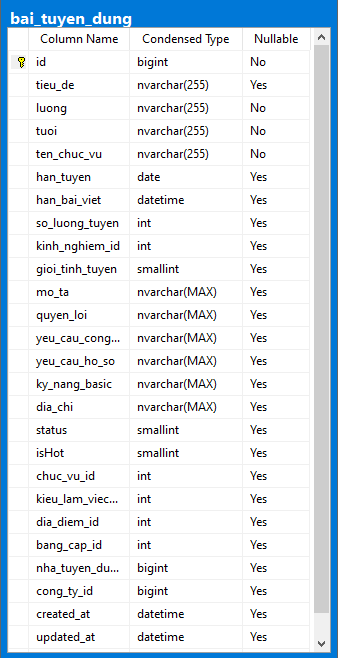 bai_tuyen_dung
Column Name Condensed Type Nullable
id bigint No
tieu_de nvarchar(255) Yes
luong nvarchar(255) No
tuoi nvarchar(255) No
ten_chuc_vu nvarchar(255) No
han_tuyen date Yes
han_bai_viet datetime Yes
so_luong_tuyen int Yes
kinh_nghiem_id int Yes
gioi_tinh_tuyen smallint Yes
mo_ta nvarchar(MAX) Yes
quyen_loi nvarchar(MAX) Yes
yeu_cau_cong... nvarchar(MAX) Yes
yeu_cau_ho_so nvarchar(MAX) Yes
ky_nang_basic nvarchar(MAX) Yes
dia_chi nvarchar(MAX) Yes
status smallint Yes
isHot smallint Yes
chuc_vu_id int Yes
kieu_lam_viec... int Yes
dia_diem_id int Yes
bang_cap_id int Yes
nha_tuyen_du... bigint Yes
cong_ty_id bigint Yes
created_at datetime Yes
updated_at datetime Yes